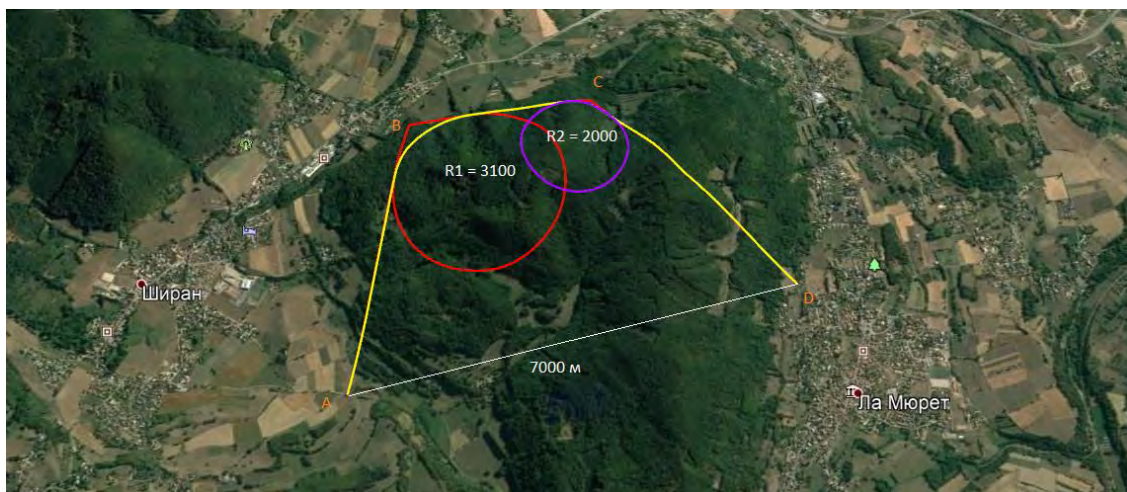 C
B
R2 = 2000
R1 = 3100
Ширан
D
7000 м
A
Ла Мюрет